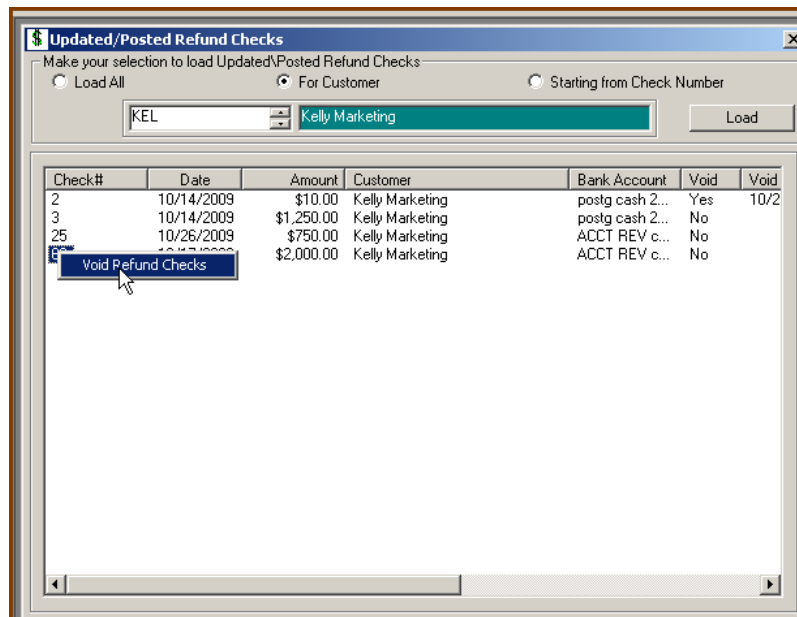 Updated/Posted Refund Checks
Make your selection to load Updated\Posted Refund Checks
Load All For Customer Starting from Check Number
KEL Kelly Marketing Load
Check# Date Amount Customer Bank Account Void Void
2 10/14/2009 $10.00 Kelly Marketing postg cash 2... Yes 10/2
3 10/14/2009 $1,250.00 Kelly Marketing postg cash 2... No
25 10/26/2009 $750.00 Kelly Marketing ACCT REV c... No
$2,000.00 Kelly Marketing ACCT REV c... No
Void Refund Checks